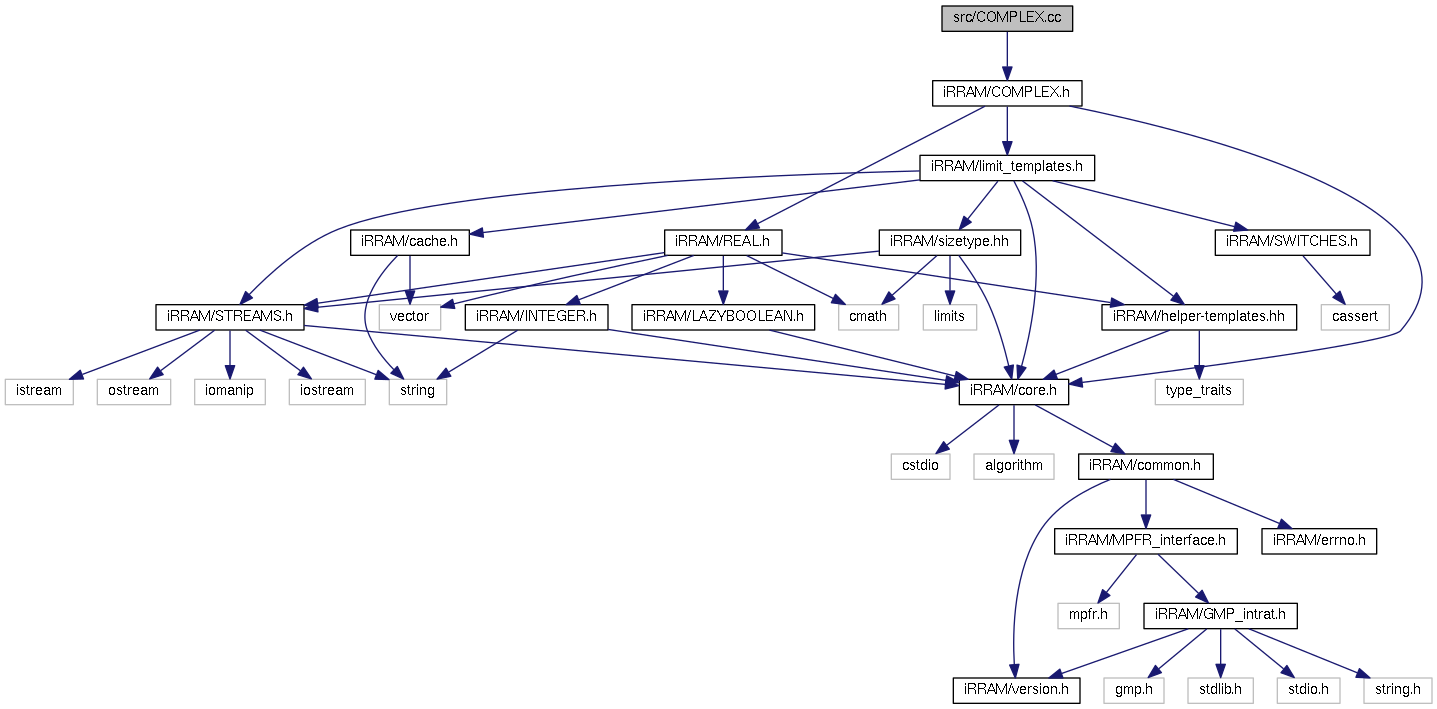 src/COMPLEX.cc
iRRAM/COMPLEX.h
iRRAM/limit_templates.h
iRRAM/cache.h
iRRAM/REAL.h
iRRAM/sizetype.hh
iRRAM/SWITCHES.h
iRRAM/STREAMS.h
vector
iRRAM/INTEGER.h
iRRAM/LAZYBOOLEAN.h
cmath
limits
iRRAM/helper-templates.hh
cassert
istream
ostream
iomanip
iostream
string
iRRAM/core.h
type_traits
cstdio
algorithm
iRRAM/common.h
iRRAM/MPFR_interface.h
iRRAM/errno.h
mpfr.h
iRRAM/GMP_intrat.h
iRRAM/version.h
gmp.h
stdlib.h
stdio.h
string.h